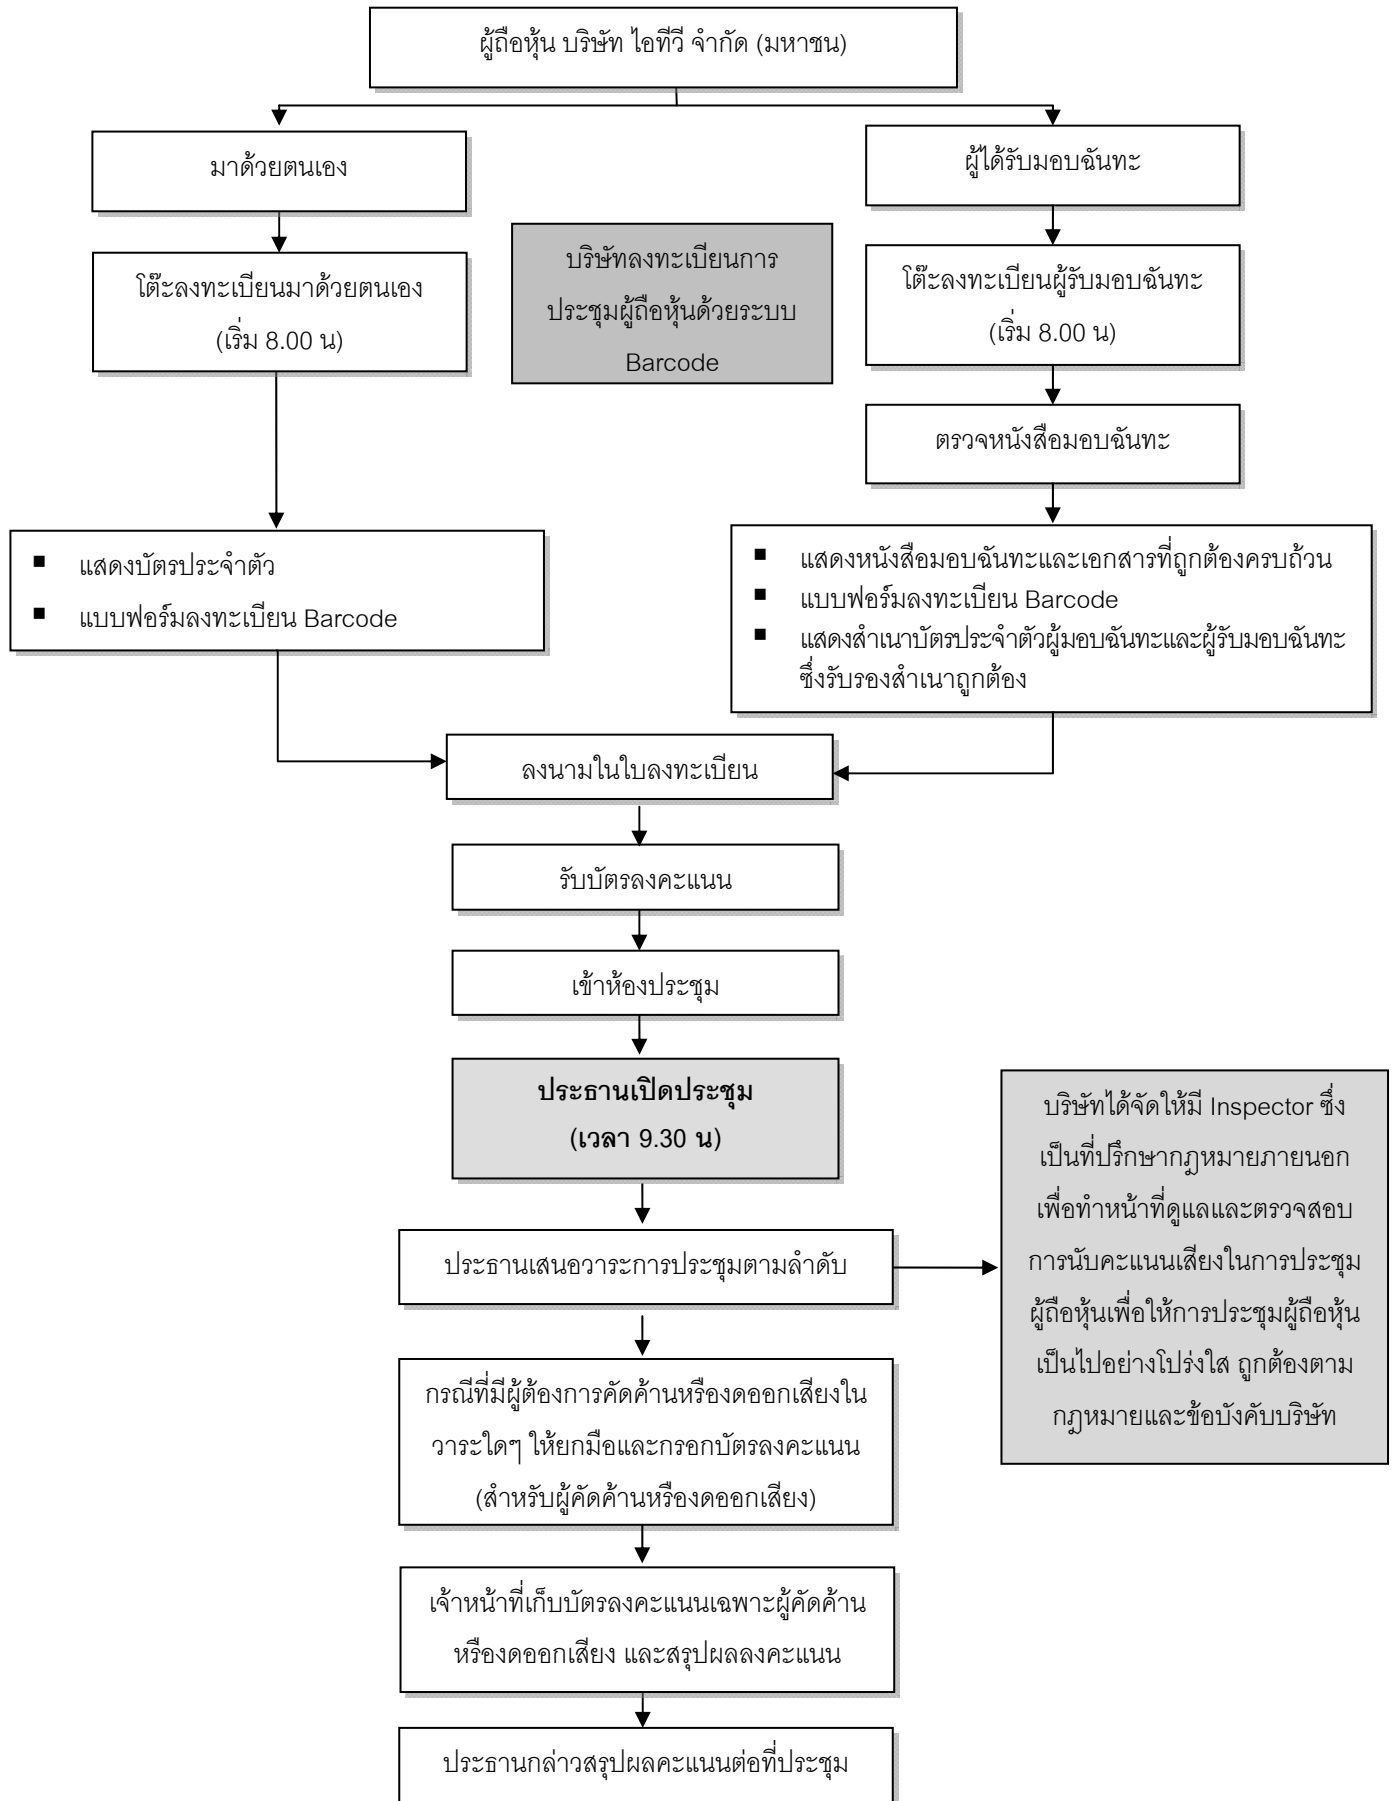 ผู้ถือหุ้น บริษัท ไอทีวี จำกัด (มหาชน)
มาด้วยตนเอง
ผู้ได้รับมอบฉันทะ
โต๊ะลงทะเบียนมาด้วยตนเอง
(เริ่ม 8.00 น)
บริษัทลงทะเบียนการ
ประชุมผู้ถือหุ้นด้วยระบบ
Barcode
โต๊ะลงทะเบียนผู้รับมอบฉันทะ
(เริ่ม 8.00 น)
ตรวจหนังสือมอบฉันทะ
▪ แสดงบัตรประจำตัว
▪ แบบฟอร์มลงทะเบียน Barcode
▪ แสดงหนังสือมอบฉันทะและเอกสารที่ถูกต้องครบถ้วน
▪ แบบฟอร์มลงทะเบียน Barcode
▪ แสดงสำเนาบัตรประจำตัวผู้มอบฉันทะและผู้รับมอบฉันทะ
ซึ่งรับรองสำเนาถูกต้อง
ลงนามในใบลงทะเบียน
รับบัตรลงคะแนน
เข้าห้องประชุม
ประธานเปิดประชุม
(เวลา 9.30 น)
ประธานเสนอวาระการประชุมตามลำดับ
บริษัทได้จัดให้มี Inspector ซึ่ง
เป็นที่ปรึกษากฎหมายภายนอก
เพื่อทำหน้าที่ดูแลและตรวจสอบ
การนับคะแนนเสียงในการประชุม
ผู้ถือหุ้นเพื่อให้การประชุมผู้ถือหุ้น
เป็นไปอย่างโปร่งใส ถูกต้องตาม
กฎหมายและข้อบังคับบริษัท
กรณีที่มีผู้ต้องการคัดค้านหรืองดออกเสียงใน
วาระใดๆ ให้ยกมือและกรอกบัตรลงคะแนน
(สำหรับผู้คัดค้านหรืองดออกเสียง)
เจ้าหน้าที่เก็บบัตรลงคะแนนเฉพาะผู้คัดค้าน
หรืองดออกเสียง และสรุปผลลงคะแนน
ประธานกล่าวสรุปผลคะแนนต่อที่ประชุม